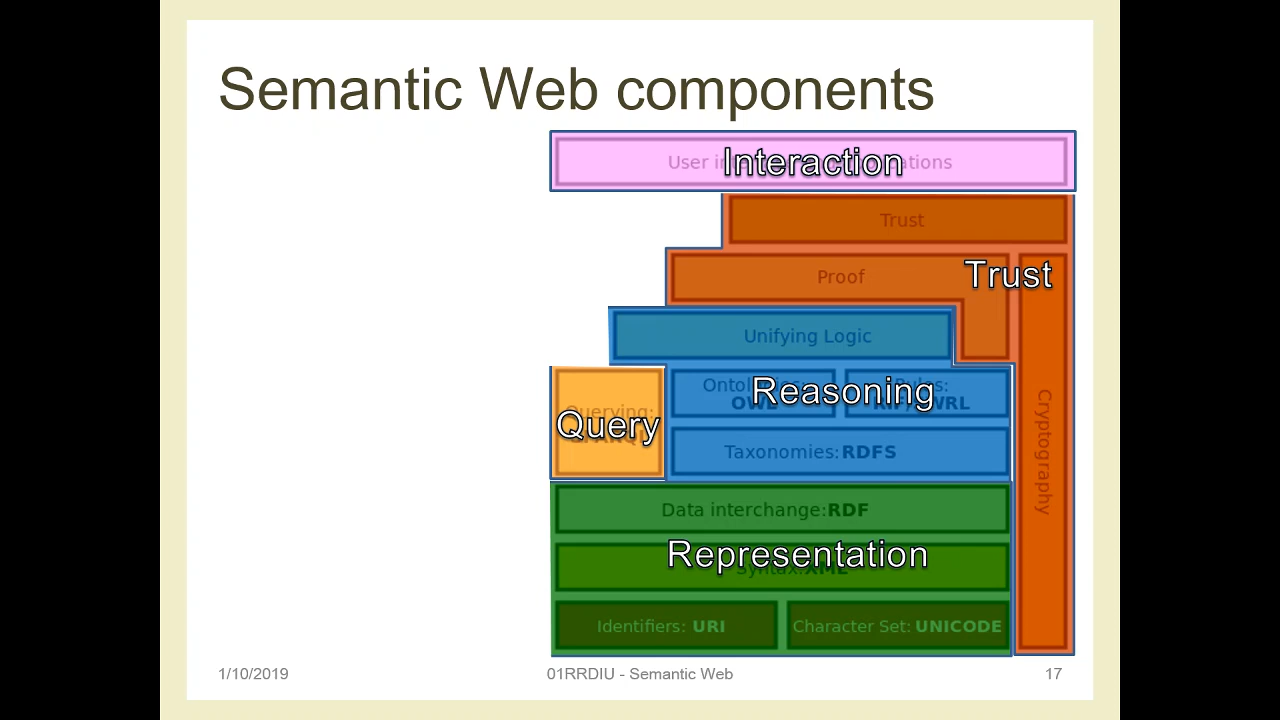 Semantic Web components
Interaction
Trust
Proof
Trust
Unifying Logic
Reasoning
Query
Taxonomies: RDFS
Cryptography
Data interchange: RDF
Representation
Identifiers: URI
Character Set: UNICODE
1/10/2019
01RRDIU - Semantic Web
17